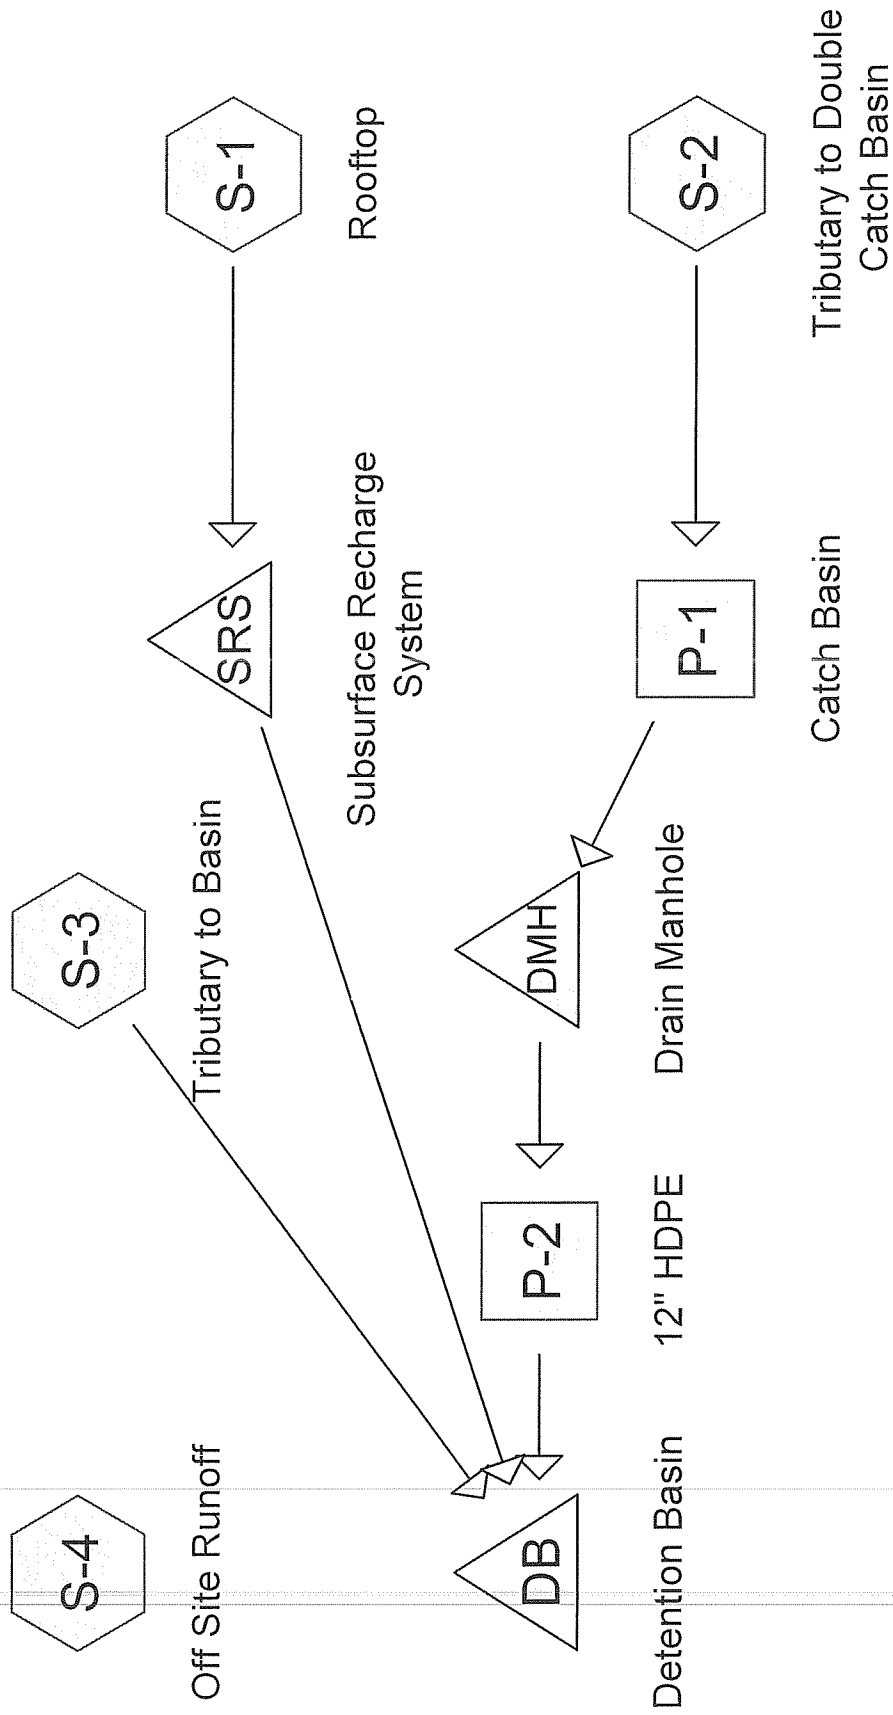 S-4
Off Site Runoff
S-3
Tributary to Basin
SRS
Subsurface Recharge
System
S-1
Rooftop
DB
Detention Basin
P-2
12" HDPE
DMH
Drain Manhole
P-1
Catch Basin
S-2
Tributary to Double
Catch Basin